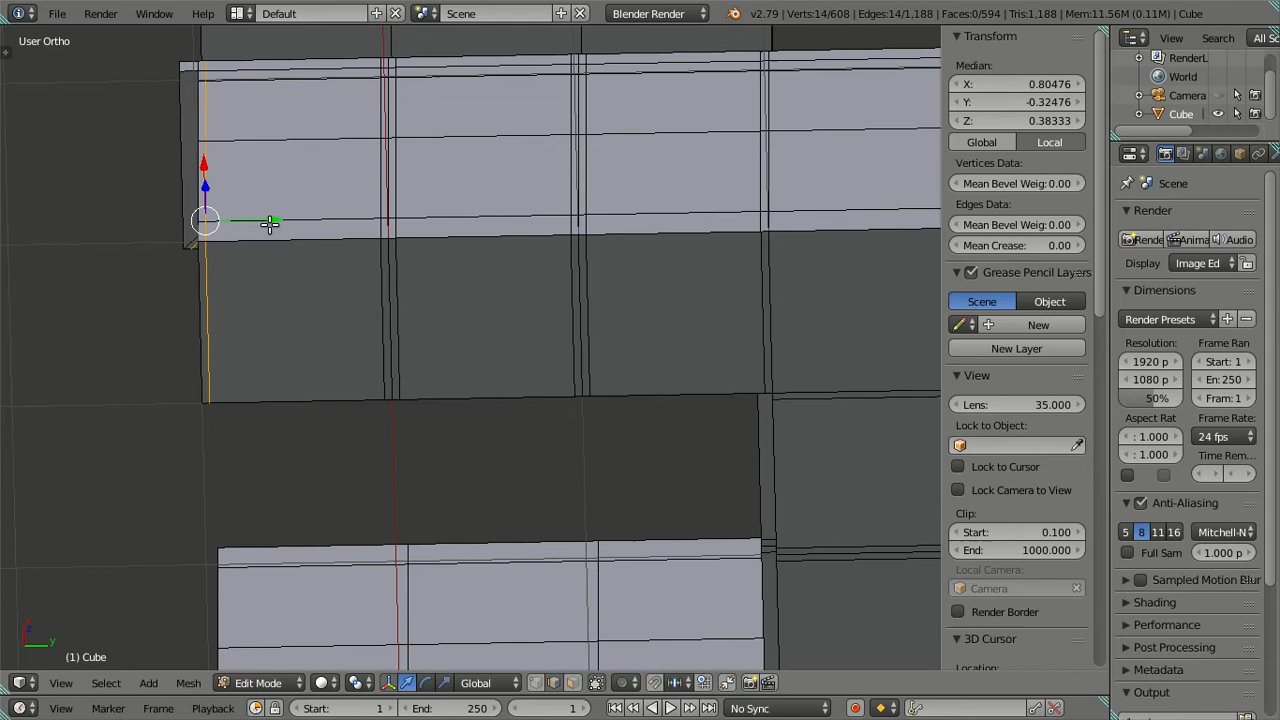 File Render Window Help Default Scene Blender Render v2.79 | Verts:14/608 | Edges:14/1,188 | Faces:0/594 | Tris:1,188 | Mem:11.56M (0.11M) | Cube
User Ortho
Transform
Median:
X: 0.80476
Y: -0.32476
Z: 0.38333
Global Local
Vertices Data:
Mean Bevel Weig: 0.00
Edges Data:
Mean Bevel Weig: 0.00
Mean Crease: 0.00
Grease Pencil Layers
Scene Object
New
New Layer
View
Lens: 35.000
Lock to Object:
Lock to Cursor
Lock Camera to View
Clip:
Start: 0.100
End: 1000.000
Local Camera:
Camera
Render Border
3D Cursor
Location:
View Search All Sc
RenderL
World
Camera
Cube
Scene
Render
Rende Anima Audio
Display Image Ed
Dimensions
Render Presets
Resolution: Frame Ran
1920 p Start: 1
1080 p En: 250
50% Fram: 1
Aspect Rat Frame Rate:
: 1.000 24 fps
: 1.000 Time Rem...
Anti-Aliasing
5 8 11 16 Mitchell-N
Full Sam 1.000 p
Sampled Motion Blur
Shading
Performance
Post Processing
Metadata
Output
z
y
(1) Cube
View Select Add Mesh Edit Mode Global
View Marker Frame Playback Start: 1 End: 250 1 No Sync